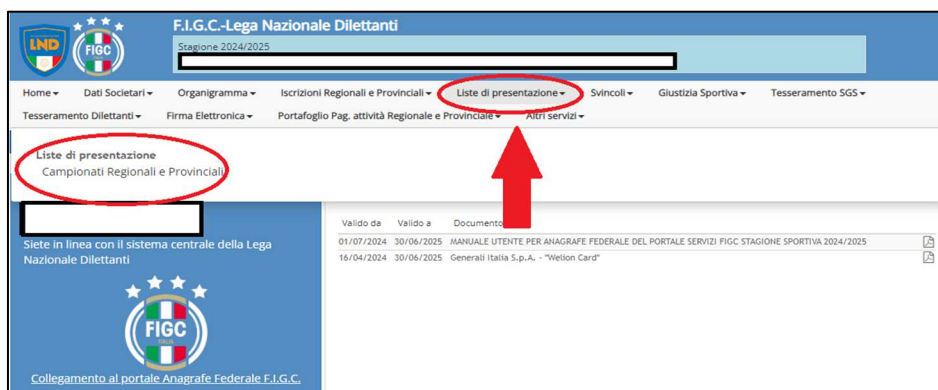 F.I.G.C.-Lega Nazionale Dilettanti
LND
FIGC
Stagione 2024/2025
Home Dati Societari Organigramma Iscrizioni Regionali e Provinciali Liste di presentazione Svincoli Giustizia Sportiva Tesseramento SGS
Tesseramento Dilettanti Firma Elettronica Portafoglio Pag. attività Regionale e Provinciale Altri servizi
Liste di presentazione
Campionati Regionali e Provinciali
Valido da Valido a Documento
01/07/2024 30/06/2025 MANUALE UTENTE PER ANAGRAFE FEDERALE DEL PORTALE SERVIZI FIGC STAGIONE SPORTIVA 2024/2025
16/04/2024 30/06/2025 Generali Italia S.p.A. - "Welion Card"
Siete in linea con il sistema centrale della Lega
Nazionale Dilettanti
FIGC
ITALIA
Collegamento al portale Anagrafe Federale F.I.G.C.